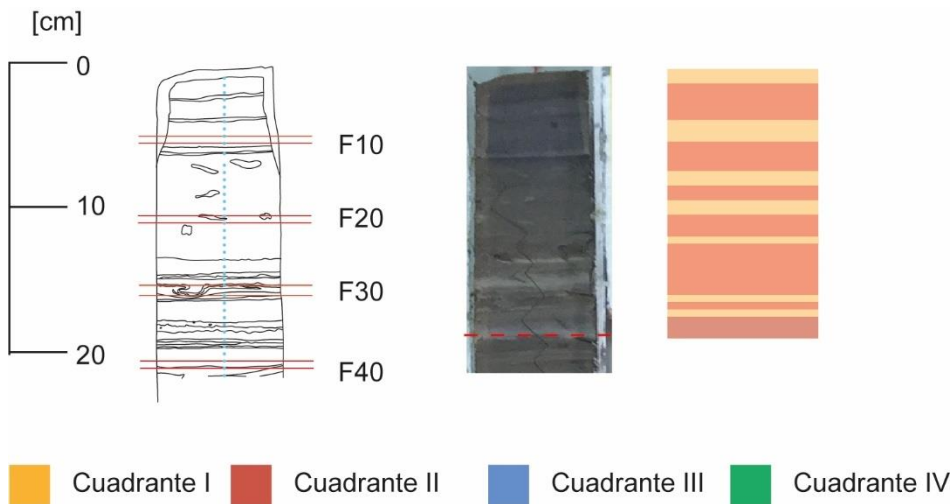 [cm]
0
F10
10
F20
F30
20
F40
Cuadrante I
Cuadrante II
Cuadrante III
Cuadrante IV